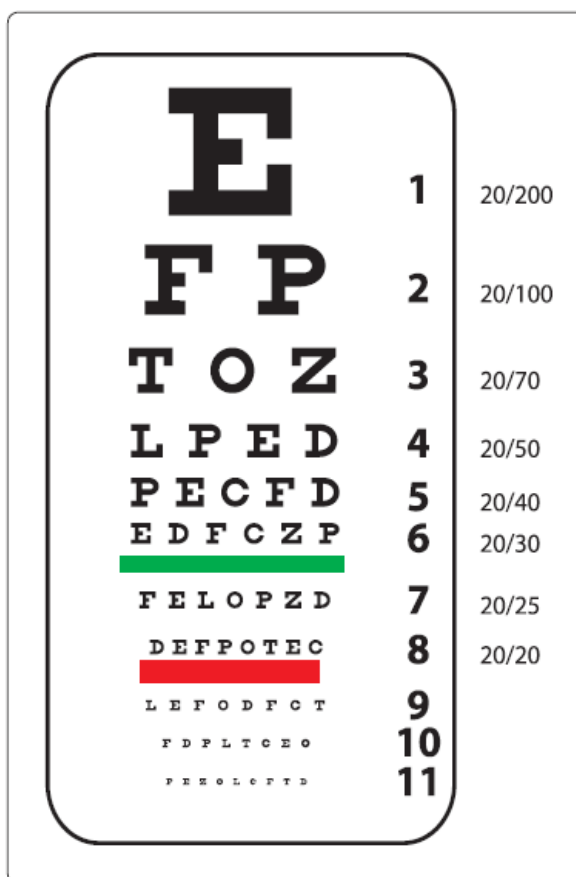 E 1 20/200
F P 2 20/100
T O Z 3 20/70
L P E D 4 20/50
P E C F D 5 20/40
E D F C Z P 6 20/30
F E L O P Z D 7 20/25
D E F P O T E C 8 20/20
L E F O D F C T 9
F D P L T C E O 10
P E Z O L C F T D 11